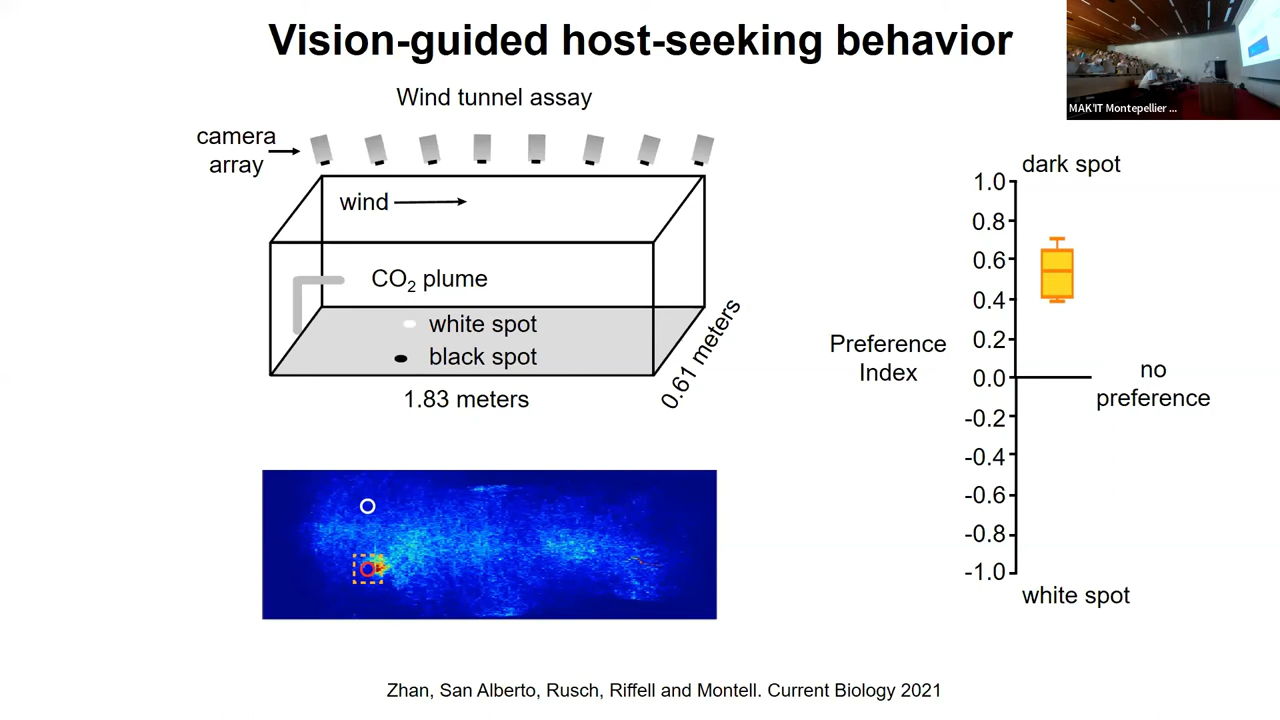 Vision-guided host-seeking behavior
MAK'IT Montepellier ...
Wind tunnel assay
camera
array
wind
CO₂ plume
white spot
black spot
1.83 meters
0.61 meters
dark spot
1.0
0.8
0.6
0.4
0.2
0.0
-0.2
-0.4
-0.6
-0.8
-1.0
Preference
Index
no
preference
white spot
Zhan, San Alberto, Rusch, Riffell and Montell. Current Biology 2021